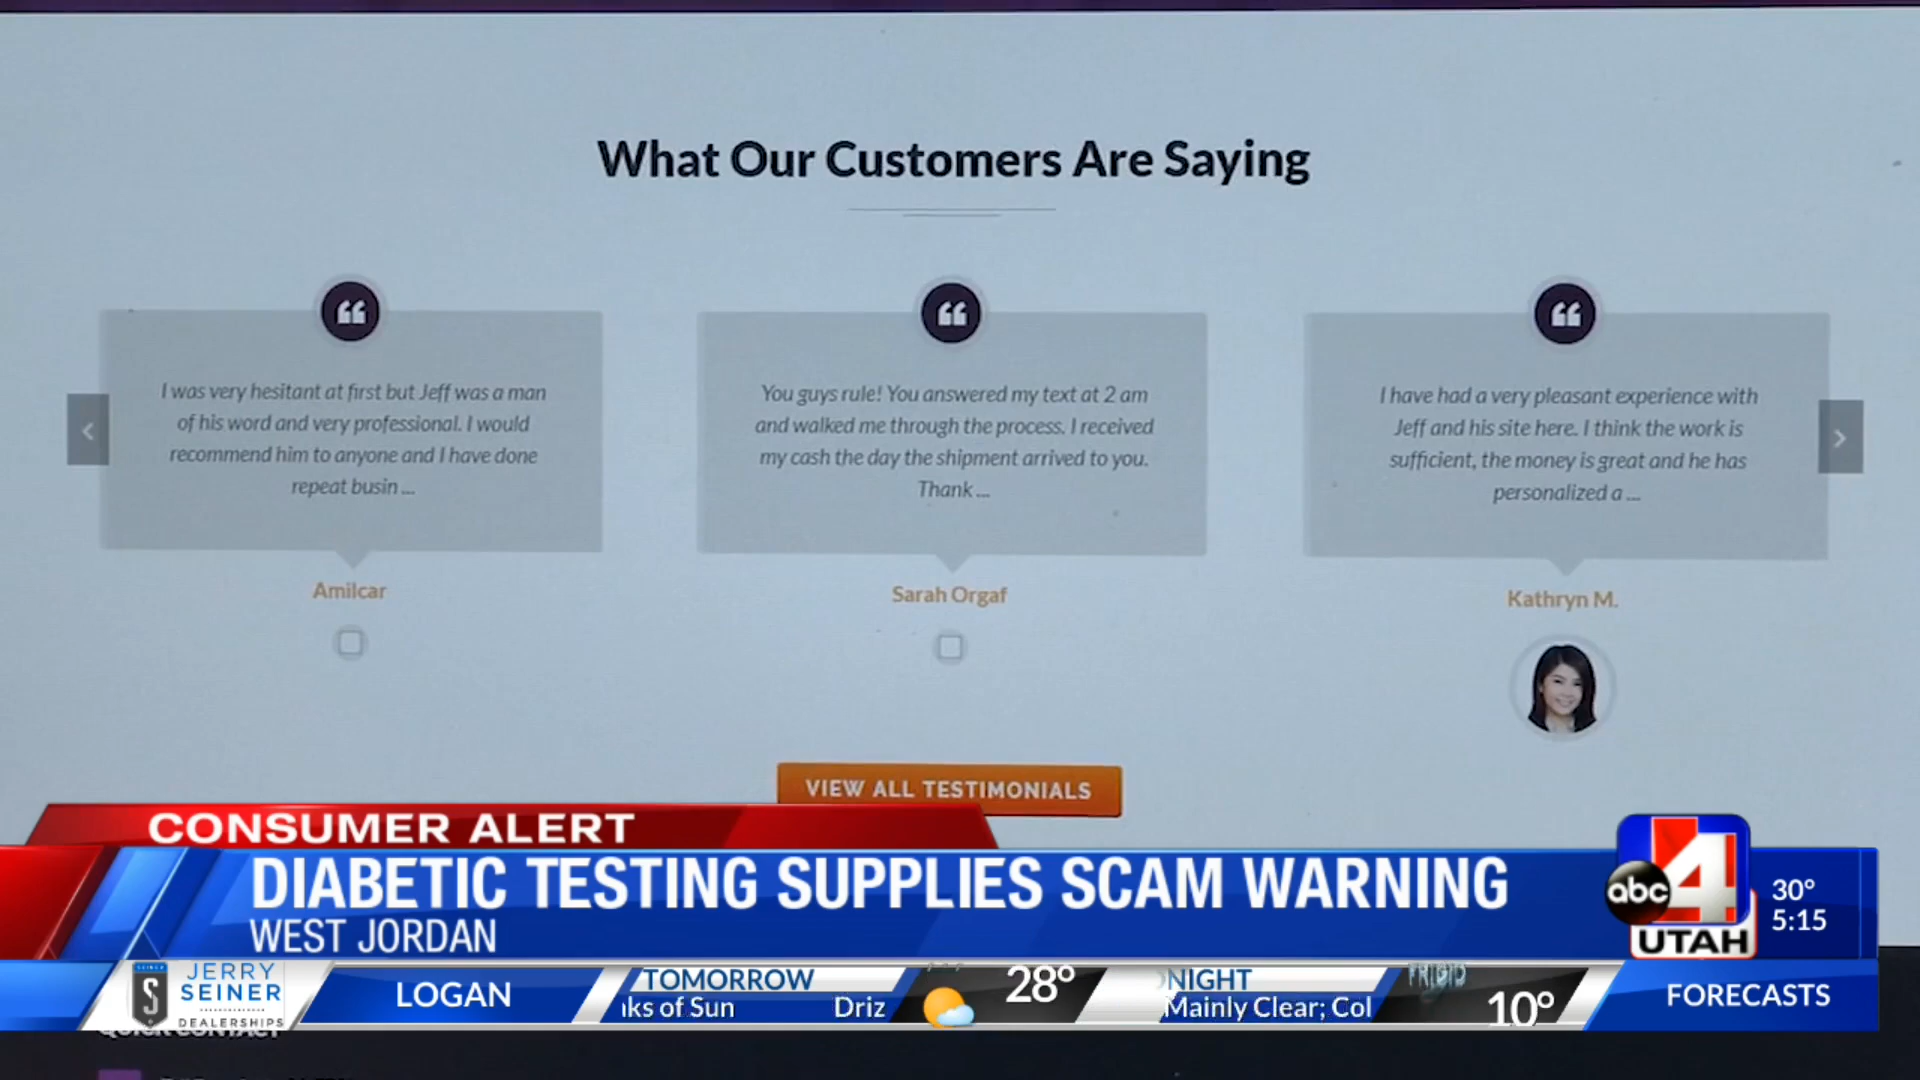 What Our Customers Are Saying
I was very hesitant at first but Jeff was a man
of his word and very professional. I would
recommend him to anyone and I have done
repeat busin ...
Amilcar
You guys rule! You answered my text at 2 am
and walked me through the process. I received
my cash the day the shipment arrived to you.
Thank ...
Sarah Orgaf
I have had a very pleasant experience with
Jeff and his site here. I think the work is
sufficient, the money is great and he has
personalized a ...
Kathryn M.
VIEW ALL TESTIMONIALS
CONSUMER ALERT
DIABETIC TESTING SUPPLIES SCAM WARNING
WEST JORDAN
abc 4
UTAH
30°
5:15
S
JERRY
SEINER
DEALERSHIPS
LOGAN
TOMORROW
ks of Sun
Driz
28°
NIGHT
Mainly Clear; Col
FRIGID
10°
FORECASTS
QUICK CONTACT